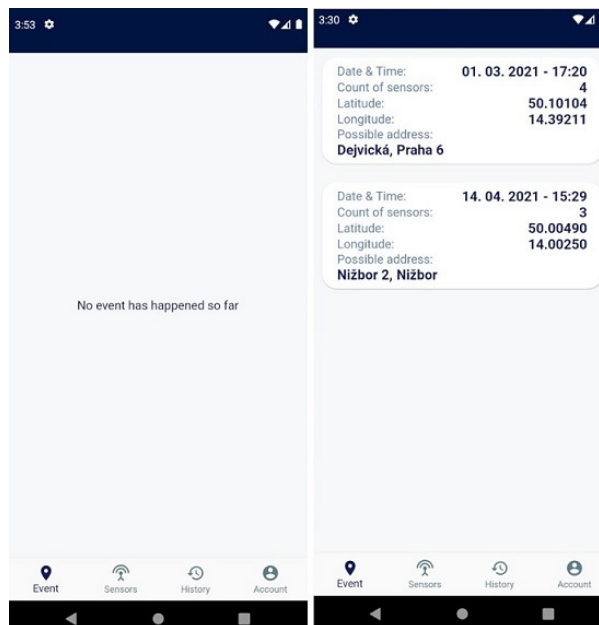 3:53
No event has happened so far
Event Sensors History Account
3:30
Date & Time: 01. 03. 2021 - 17:20
Count of sensors: 4
Latitude: 50.10104
Longitude: 14.39211
Possible address:
Dejvická, Praha 6
Date & Time: 14. 04. 2021 - 15:29
Count of sensors: 3
Latitude: 50.00490
Longitude: 14.00250
Possible address:
Nižbor 2, Nižbor
Event Sensors History Account